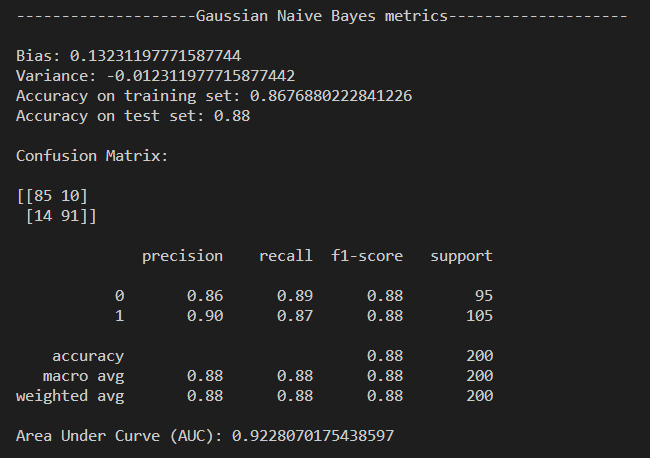 --------------------Gaussian Naive Bayes metrics--------------------
Bias: 0.13231197771587744
Variance: -0.012311977715877442
Accuracy on training set: 0.8676880222841226
Accuracy on test set: 0.88
Confusion Matrix:
[[85 10]
 [14 91]]
              precision    recall  f1-score   support
           0       0.86      0.89      0.88        95
           1       0.90      0.87      0.88       105
    accuracy                           0.88       200
   macro avg       0.88      0.88      0.88       200
weighted avg       0.88      0.88      0.88       200
Area Under Curve (AUC): 0.9228070175438597